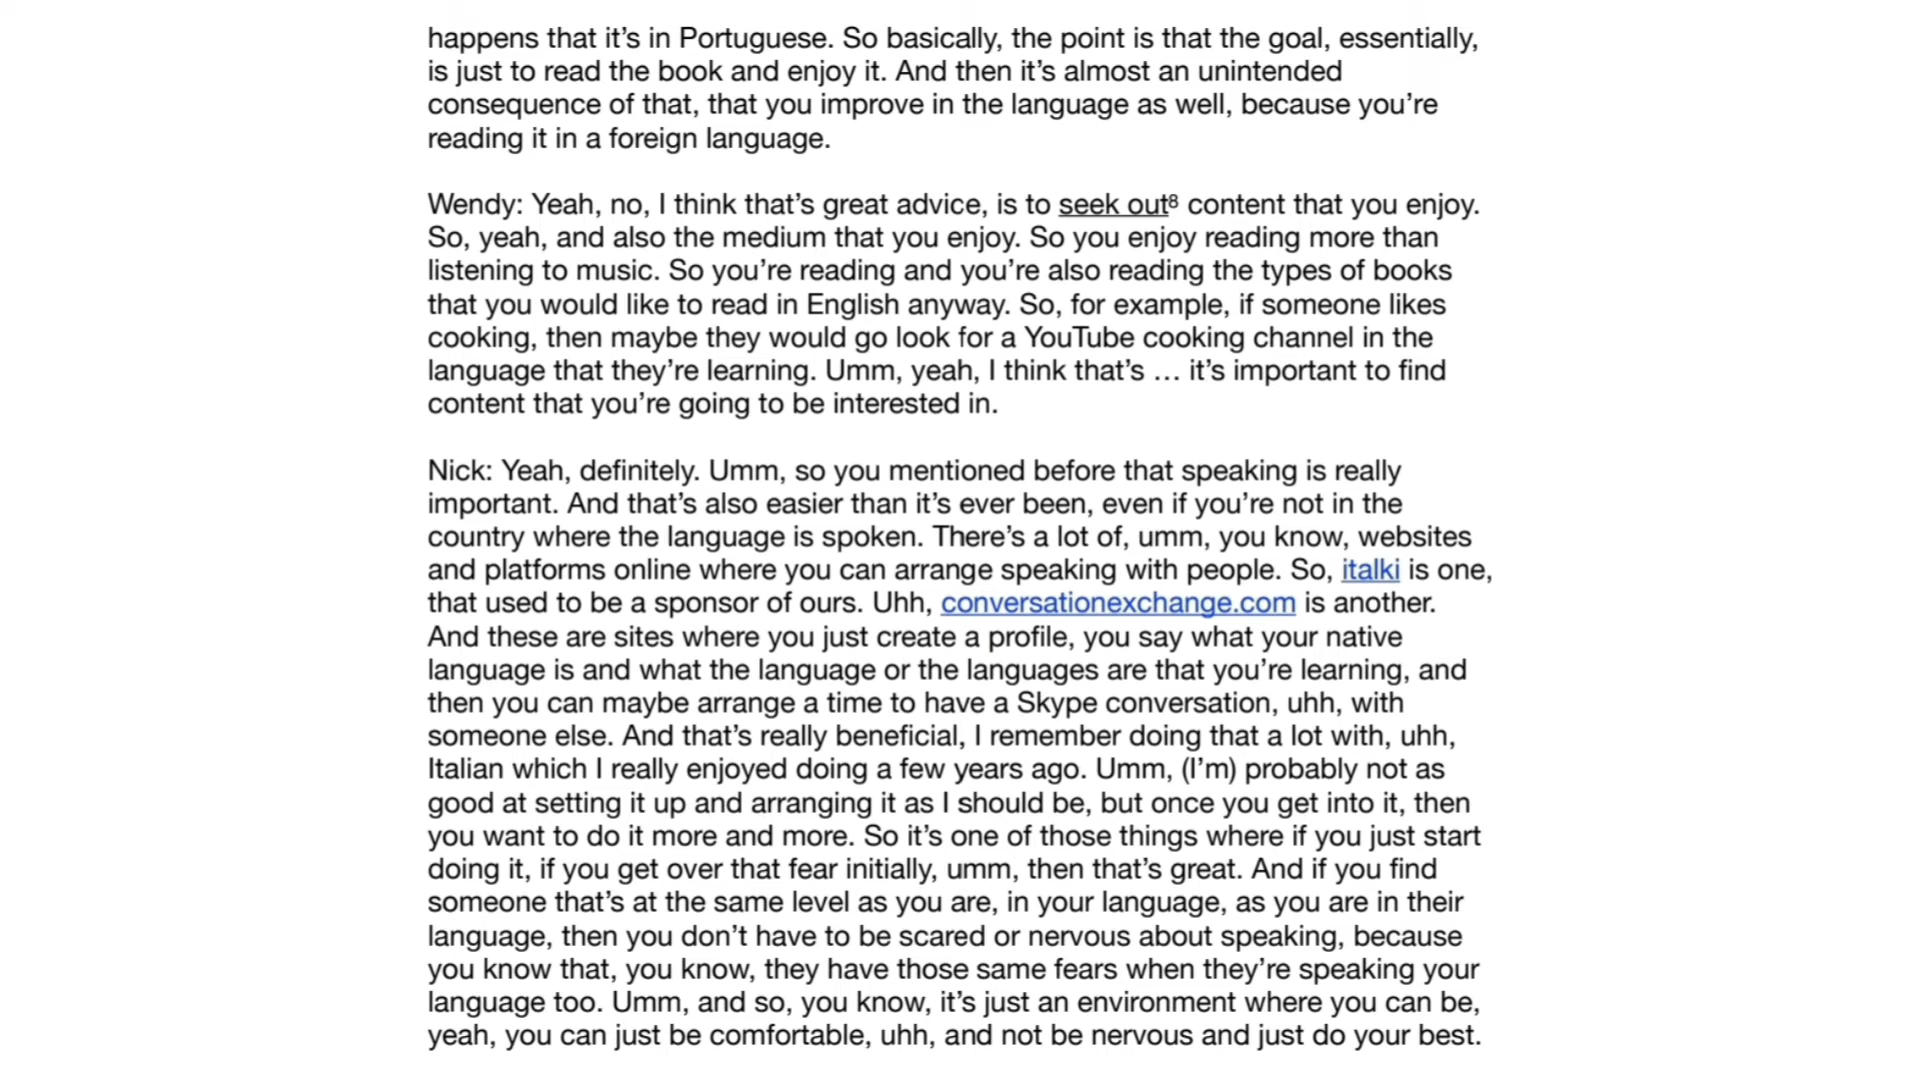 happens that it’s in Portuguese. So basically, the point is that the goal, essentially,
is just to read the book and enjoy it. And then it’s almost an unintended
consequence of that, that you improve in the language as well, because you’re
reading it in a foreign language.
Wendy: Yeah, no, I think that’s great advice, is to seek out⁸ content that you enjoy.
So, yeah, and also the medium that you enjoy. So you enjoy reading more than
listening to music. So you’re reading and you’re also reading the types of books
that you would like to read in English anyway. So, for example, if someone likes
cooking, then maybe they would go look for a YouTube cooking channel in the
language that they’re learning. Umm, yeah, I think that’s … it’s important to find
content that you’re going to be interested in.
Nick: Yeah, definitely. Umm, so you mentioned before that speaking is really
important. And that’s also easier than it’s ever been, even if you’re not in the
country where the language is spoken. There’s a lot of, umm, you know, websites
and platforms online where you can arrange speaking with people. So, italki is one,
that used to be a sponsor of ours. Uhh, conversationexchange.com is another.
And these are sites where you just create a profile, you say what your native
language is and what the language or the languages are that you’re learning, and
then you can maybe arrange a time to have a Skype conversation, uhh, with
someone else. And that’s really beneficial, I remember doing that a lot with, uhh,
Italian which I really enjoyed doing a few years ago. Umm, (I’m) probably not as
good at setting it up and arranging it as I should be, but once you get into it, then
you want to do it more and more. So it’s one of those things where if you just start
doing it, if you get over that fear initially, umm, then that’s great. And if you find
someone that’s at the same level as you are, in your language, as you are in their
language, then you don’t have to be scared or nervous about speaking, because
you know that, you know, they have those same fears when they’re speaking your
language too. Umm, and so, you know, it’s just an environment where you can be,
yeah, you can just be comfortable, uhh, and not be nervous and just do your best.